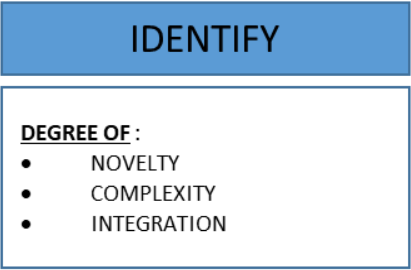 IDENTIFY
DEGREE OF :
• NOVELTY
• COMPLEXITY
• INTEGRATION